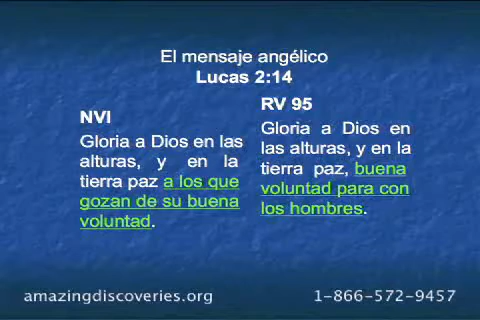 El mensaje angélico
Lucas 2:14
NVI
Gloria a Dios en las
alturas, y en la
tierra paz a los que
gozan de su buena
voluntad.
RV 95
Gloria a Dios en
las alturas, y en la
tierra paz, buena
voluntad para con
los hombres.
amazingdiscoveries.org
1-866-572-9457